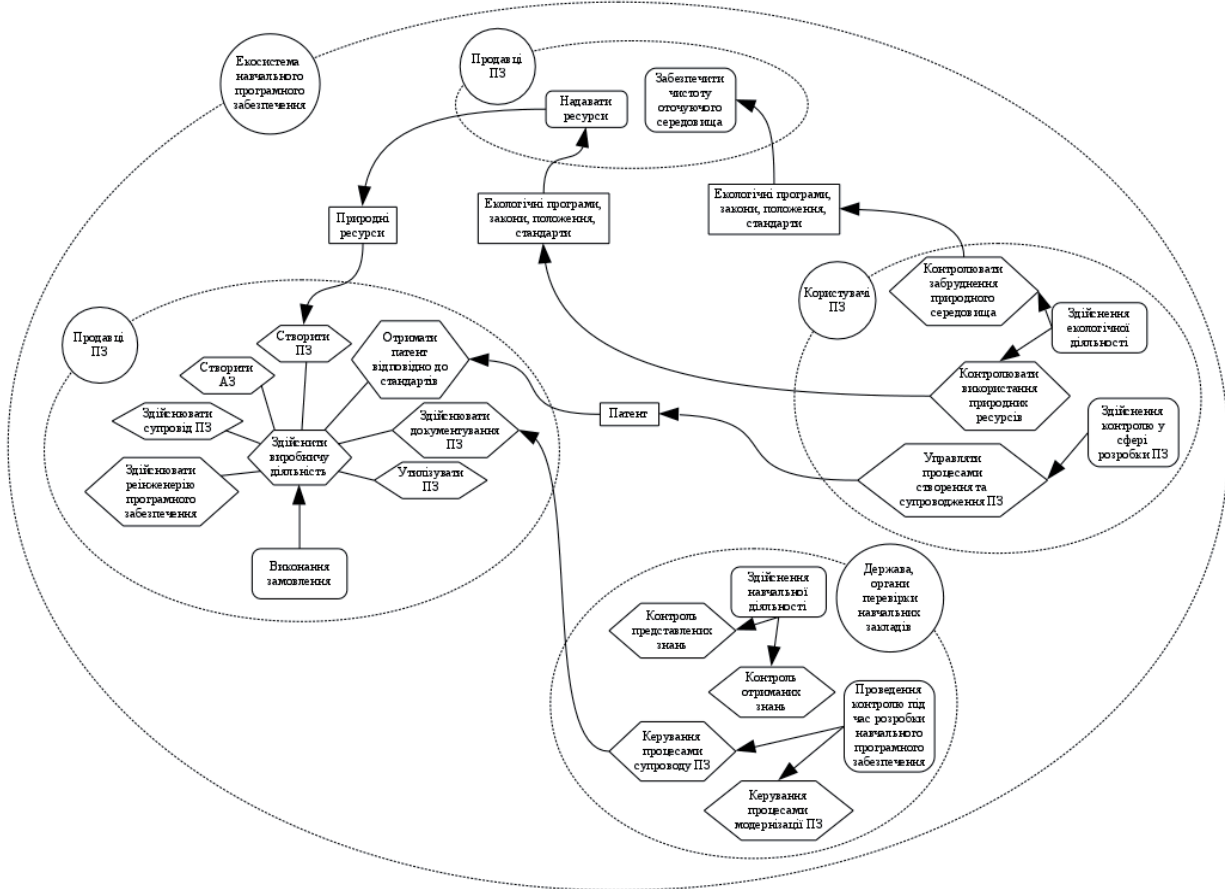 Екосистема
навчального
програмного
забезпечення
Продавці
ПЗ
Надавати
ресурси
Забезпечити
чистоту
оточуючого
середовища
Природні
ресурси
Екологічні програми,
закони, положення,
стандарти
Екологічні програми,
закони, положення,
стандарти
Користувачі
ПЗ
Контролювати
забруднення
природного
середовища
Здійснення
екологічної
діяльності
Контролювати
використання
природних
ресурсів
Здійснення
контролю у
сфері
розробки ПЗ
Управляти
процесами
створення та
супроводження ПЗ
Патент
Продавці
ПЗ
Створити
ПЗ
Отримати
патент
відповідно до
стандартів
Створити
АЗ
Здійснювати
супровід ПЗ
Здійснити
виробничу
діяльність
Здійснювати
документування
ПЗ
Здійснювати
реінженерію
програмного
забезпечення
Утилізувати
ПЗ
Виконання
замовлення
Держава,
органи
перевірки
навчальних
закладів
Здійснення
навчальної
діяльності
Контроль
представлених
знань
Контроль
отриманих
знань
Проведення
контролю під
час розробки
навчального
програмного
забезпечення
Керування
процесами
супроводу ПЗ
Керування
процесами
модернізації ПЗ